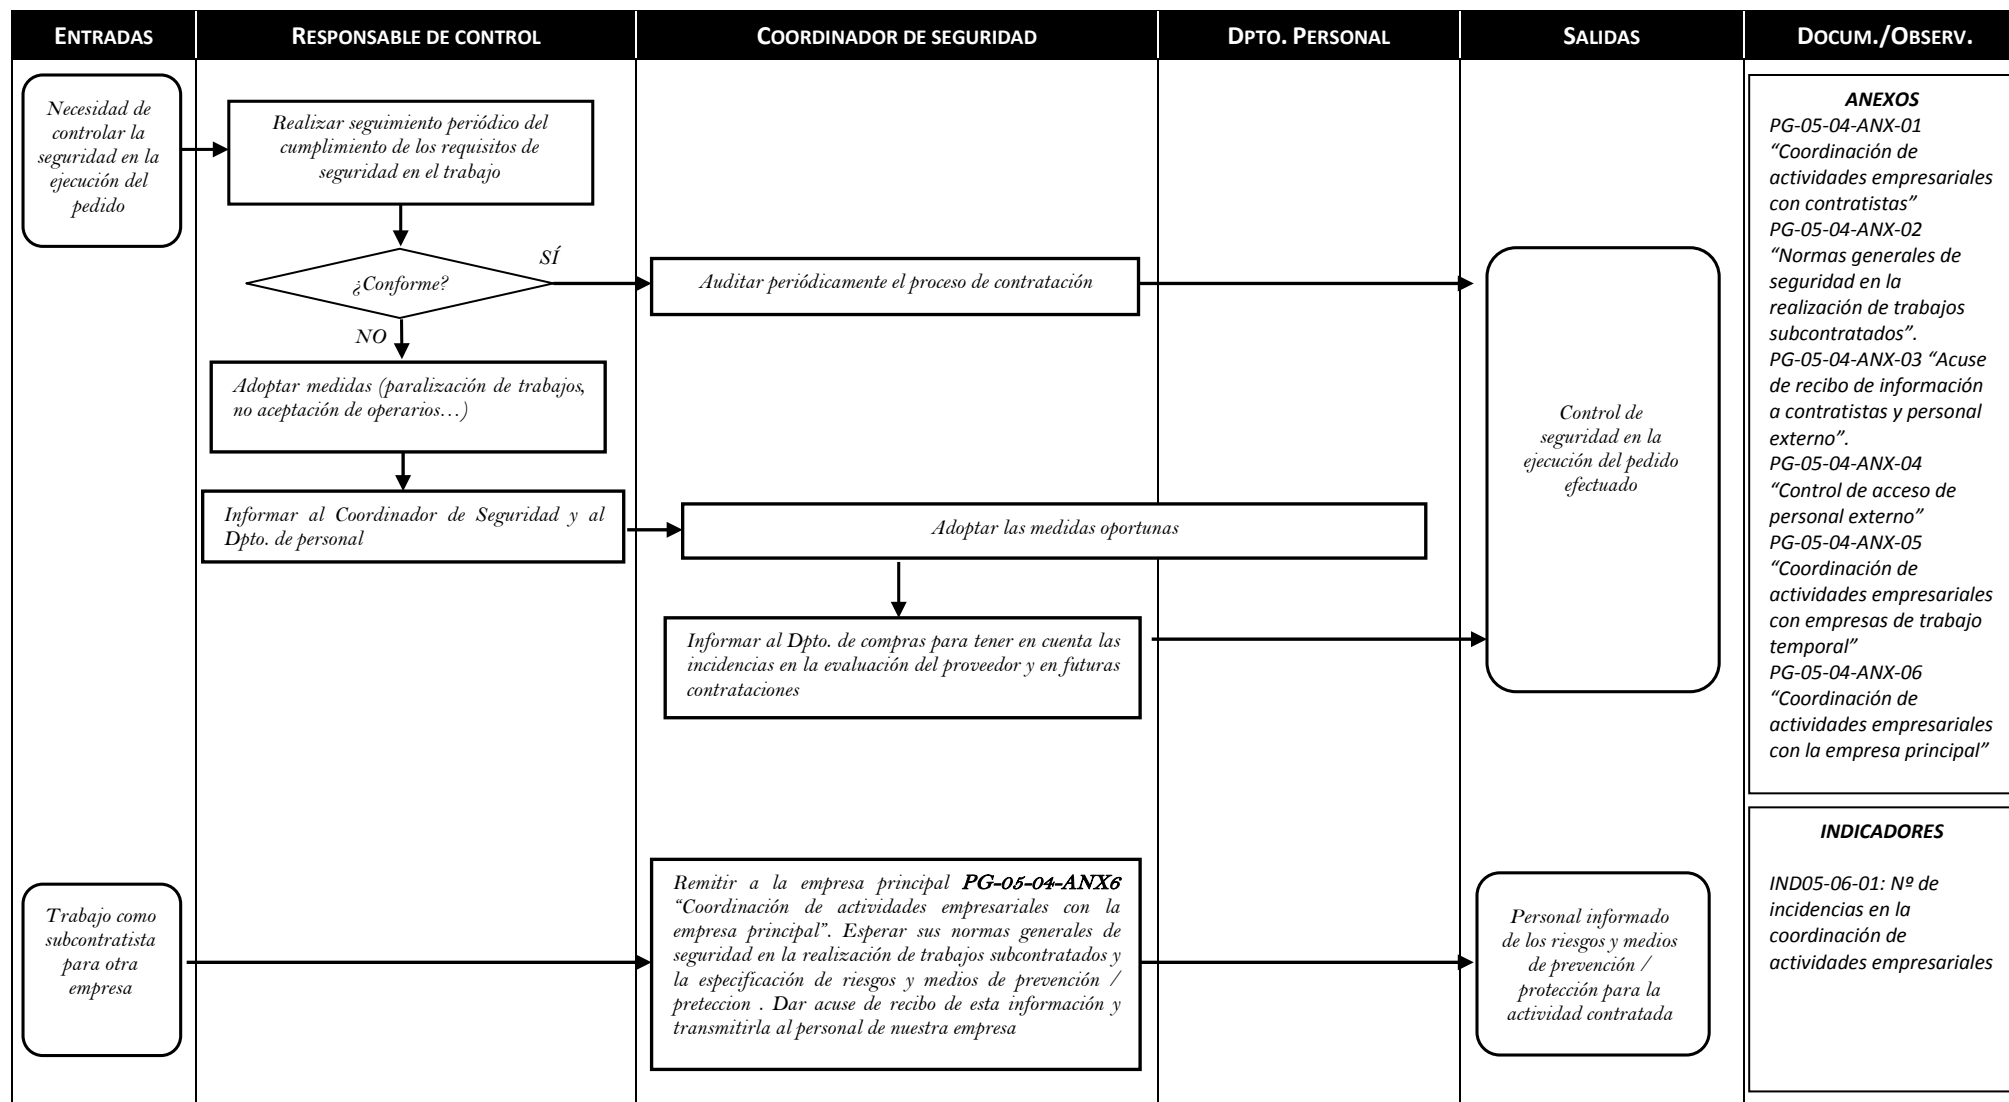 ENTRADAS
RESPONSABLE DE CONTROL
COORDINADOR DE SEGURIDAD
DPTO. PERSONAL
SALIDAS
DOCUM./OBSERV.
Necesidad de
controlar la
seguridad en la
ejecución del
pedido
Realizar seguimiento periódico del
cumplimiento de los requisitos de
seguridad en el trabajo
¿Conforme?
SÍ
NO
Auditar periódicamente el proceso de contratación
Adoptar medidas (paralización de trabajos,
no aceptación de operarios…)
Informar al Coordinador de Seguridad y al
Dpto. de personal
Adoptar las medidas oportunas
Informar al Dpto. de compras para tener en cuenta las
incidencias en la evaluación del proveedor y en futuras
contrataciones
Control de
seguridad en la
ejecución del pedido
efectuado
ANEXOS
PG-05-04-ANX-01
“Coordinación de
actividades empresariales
con contratistas”
PG-05-04-ANX-02
“Normas generales de
seguridad en la
realización de trabajos
subcontratados”.
PG-05-04-ANX-03 “Acuse
de recibo de información
a contratistas y personal
externo”.
PG-05-04-ANX-04
“Control de acceso de
personal externo”
PG-05-04-ANX-05
“Coordinación de
actividades empresariales
con empresas de trabajo
temporal”
PG-05-04-ANX-06
“Coordinación de
actividades empresariales
con la empresa principal”
Trabajo como
subcontratista
para otra
empresa
Remitir a la empresa principal PG-05-04-ANX6
“Coordinación de actividades empresariales con la
empresa principal”. Esperar sus normas generales de
seguridad en la realización de trabajos subcontratados y
la especificación de riesgos y medios de prevención /
preteccion . Dar acuse de recibo de esta información y
transmitirla al personal de nuestra empresa
Personal informado
de los riesgos y medios
de prevención /
protección para la
actividad contratada
INDICADORES
IND05-06-01: Nº de
incidencias en la
coordinación de
actividades empresariales